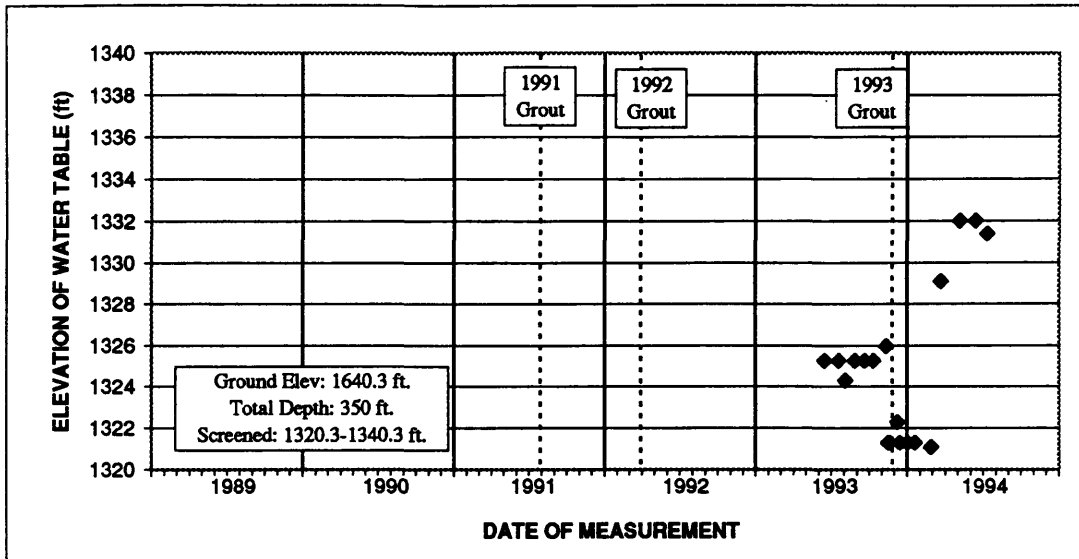 ELEVATION OF WATER TABLE (ft)
1340
1338
1336
1334
1332
1330
1328
1326
1324
1322
1320
1991
Grout
1992
Grout
1993
Grout
Ground Elev: 1640.3 ft.
Total Depth: 350 ft.
Screened: 1320.3-1340.3 ft.
1989
1990
1991
1992
1993
1994
DATE OF MEASUREMENT